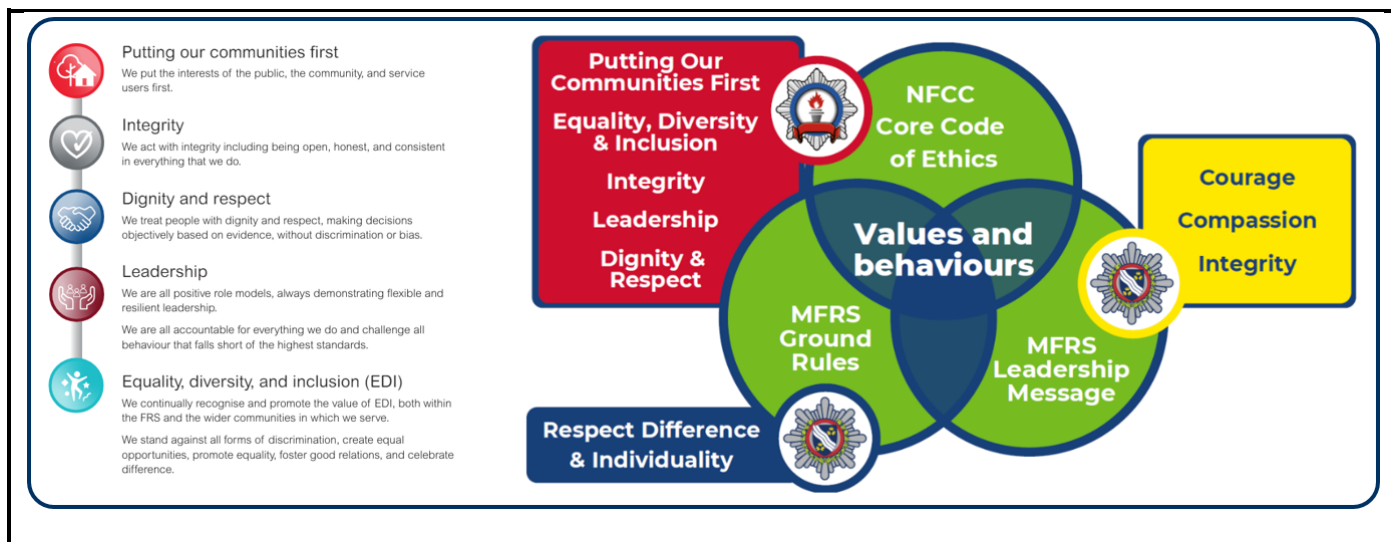 Putting our communities first
We put the interests of the public, the community, and service
users first.
Integrity
We act with integrity including being open, honest, and consistent
in everything that we do.
Dignity and respect
We treat people with dignity and respect, making decisions
objectively based on evidence, without discrimination or bias.
Leadership
We are all positive role models, always demonstrating flexible and
resilient leadership.
We are all accountable for everything we do and challenge all
behaviour that falls short of the highest standards.
Equality, diversity, and inclusion (EDI)
We continually recognise and promote the value of EDI, both within
the FRS and the wider communities in which we serve.
We stand against all forms of discrimination, create equal
opportunities, promote equality, foster good relations, and celebrate
difference.
Putting Our
Communities First
Equality, Diversity
& Inclusion
Integrity
Leadership
Dignity &
Respect
NFCC
Core Code
of Ethics
Values and
behaviours
MFRS
Ground
Rules
MFRS
Leadership
Message
Courage
Compassion
Integrity
Respect Difference
& Individuality